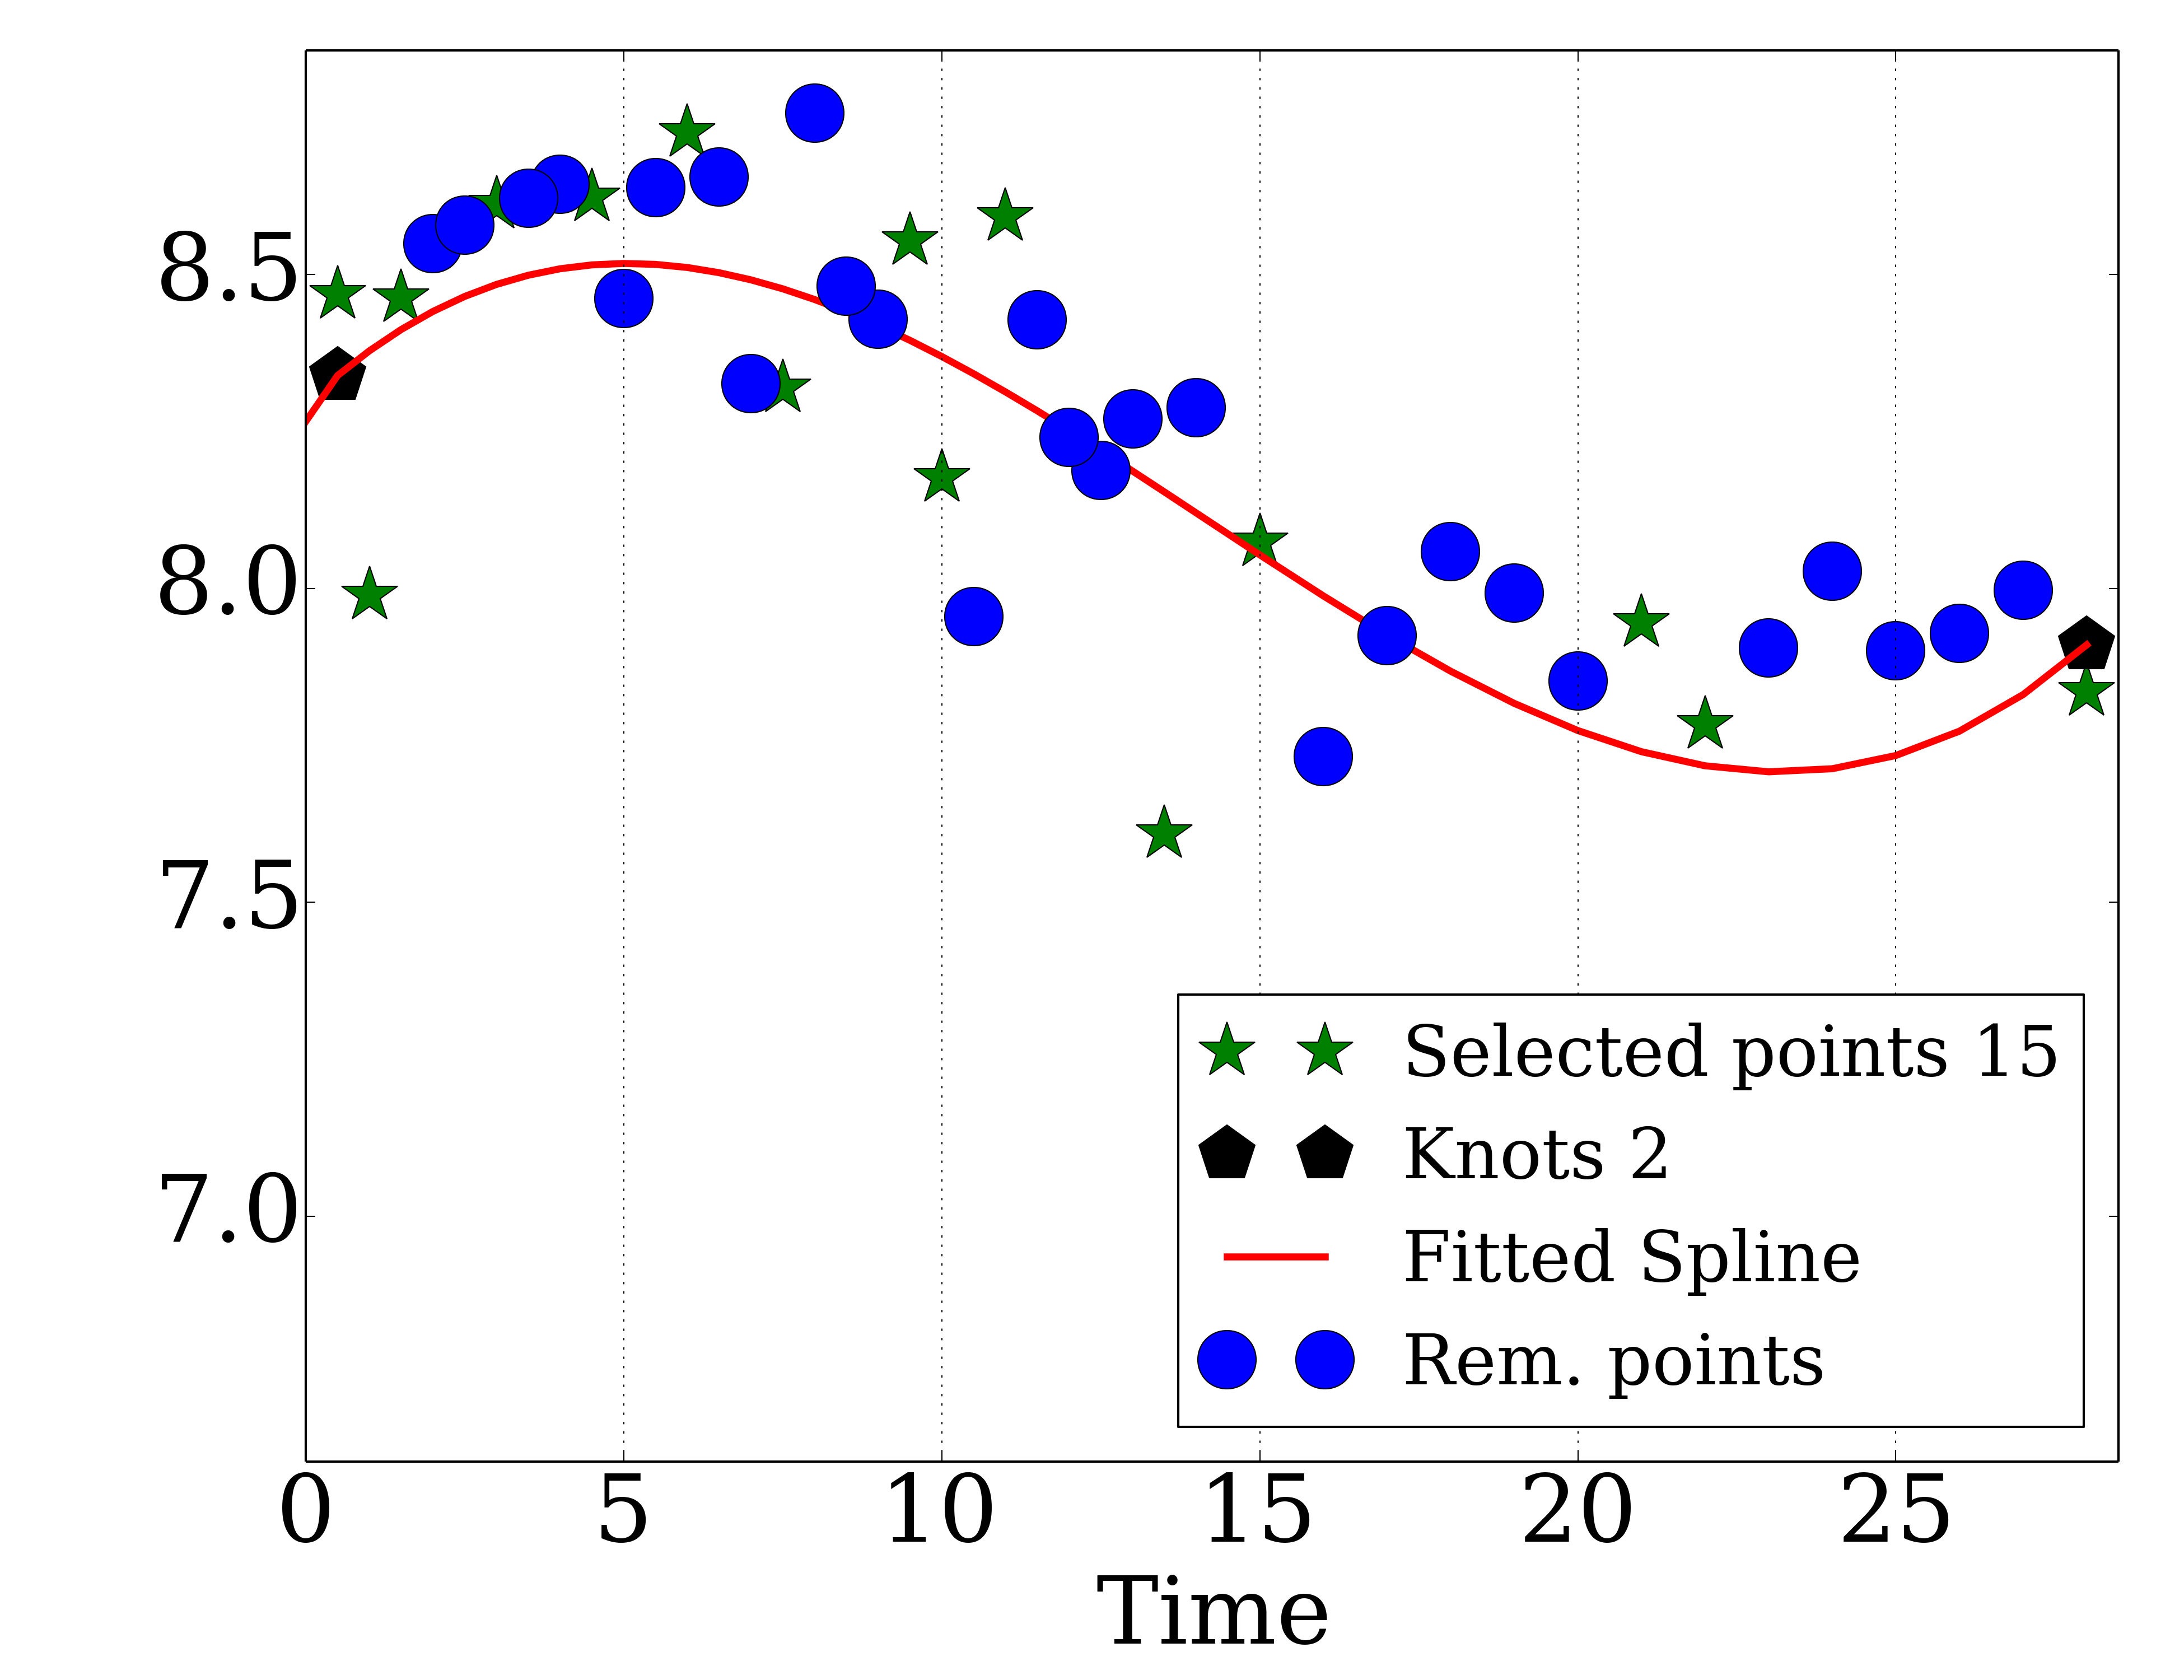 8.5
8.0
7.5
7.0
Selected points 15
Knots 2
Fitted Spline
Rem. points
0 5 10 15 20 25
Time